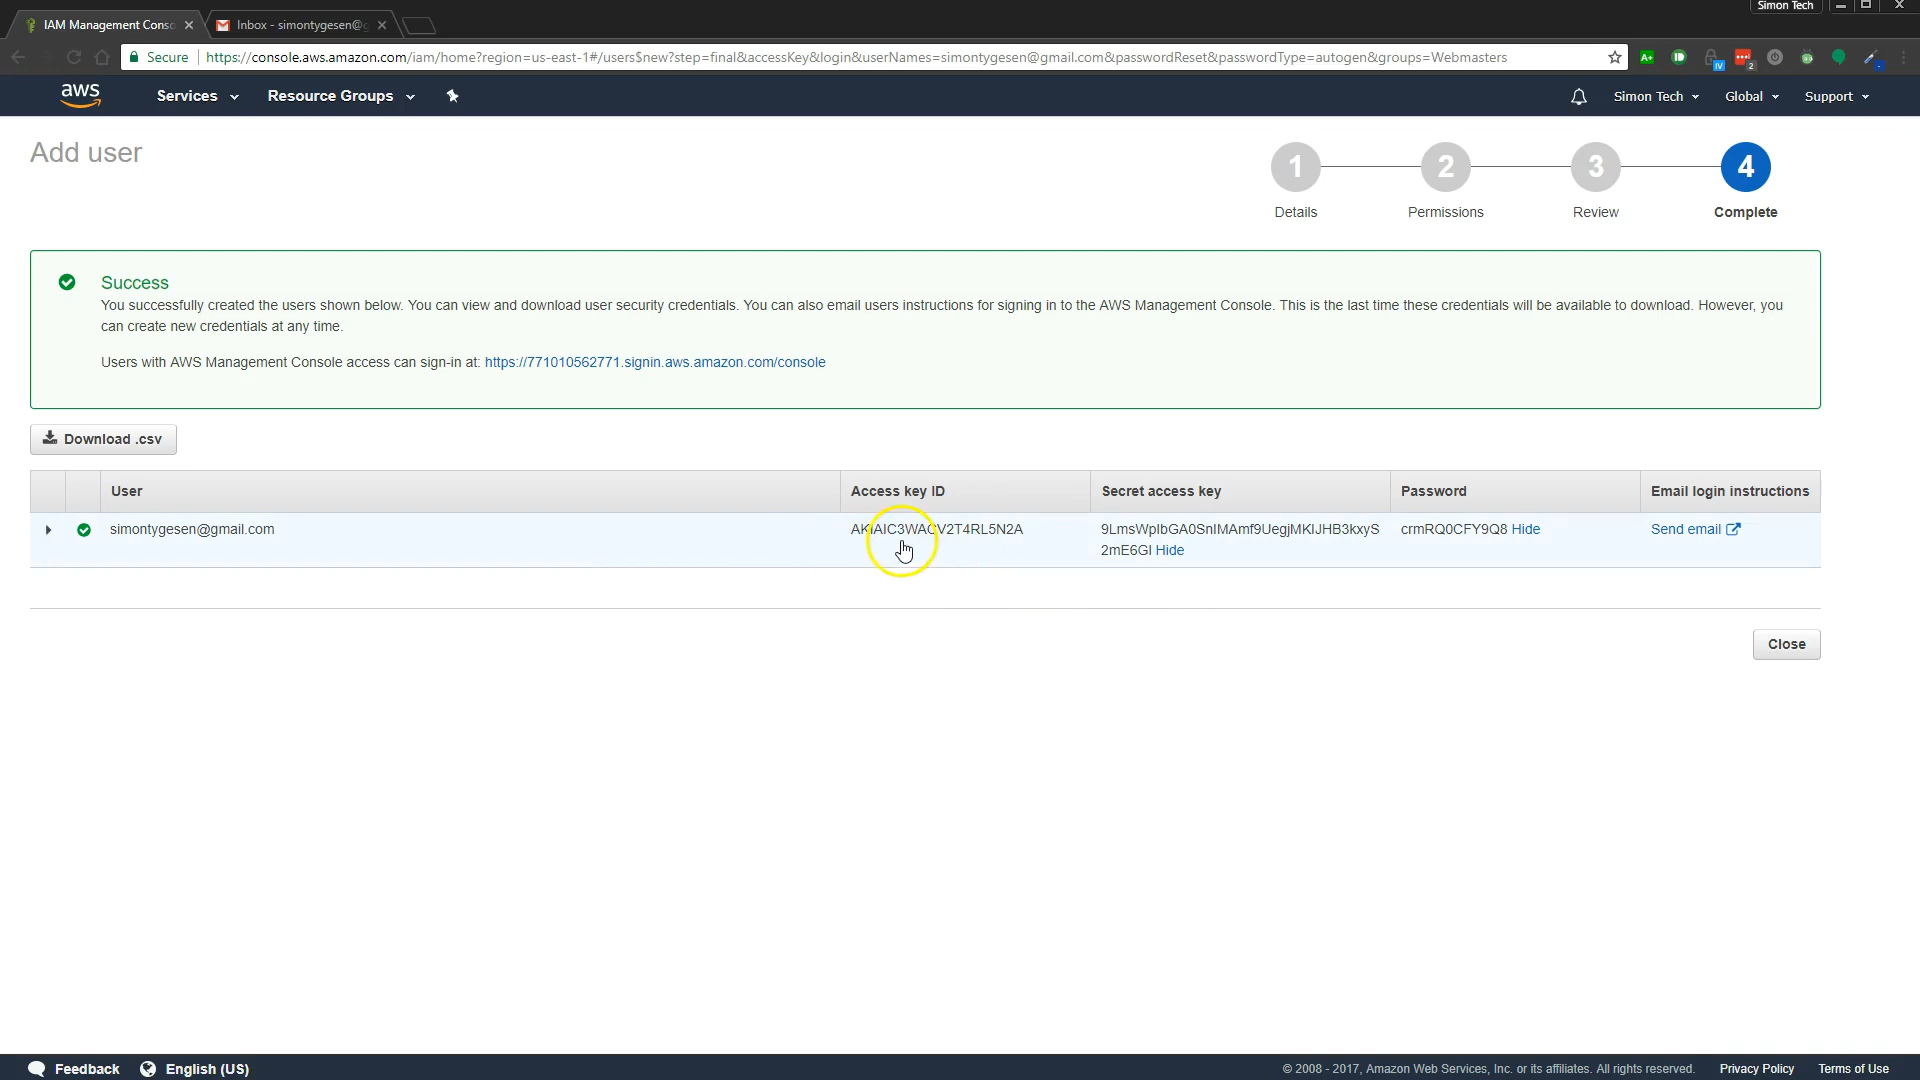 Simon Tech
IAM Management Conso
Inbox - simontygesen@g
Secure
https://console.aws.amazon.com/iam/home?region=us-east-1#/users$new?step=final&accessKey&login&userNames=simontygesen@gmail.com&passwordReset&passwordType=autogen&groups=Webmasters
A+
IV
2
aws
Services
Resource Groups
Simon Tech
Global
Support
Add user
1
2
3
4
Details
Permissions
Review
Complete
Success
You successfully created the users shown below. You can view and download user security credentials. You can also email users instructions for signing in to the AWS Management Console. This is the last time these credentials will be available to download. However, you
can create new credentials at any time.
Users with AWS Management Console access can sign-in at: https://771010562771.signin.aws.amazon.com/console
Download .csv
User
Access key ID
Secret access key
Password
Email login instructions
simontygesen@gmail.com
crmRQ0CFY9Q8 Hide
Send email
Hide
Close
Feedback
English (US)
© 2008 - 2017, Amazon Web Services, Inc. or its affiliates. All rights reserved.
Privacy Policy
Terms of Use